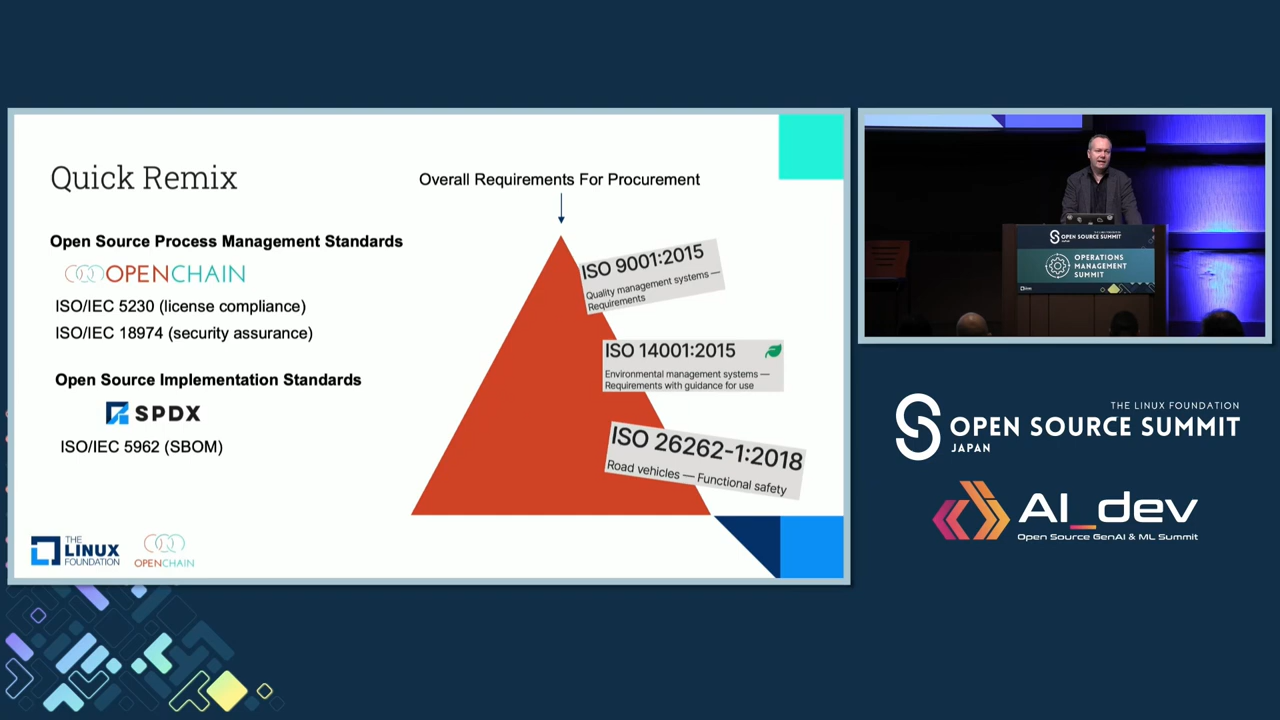 Quick Remix
Overall Requirements For Procurement
Open Source Process Management Standards
OPENCHAIN
ISO/IEC 5230 (license compliance)
ISO/IEC 18974 (security assurance)
Open Source Implementation Standards
SPDX
ISO/IEC 5962 (SBOM)
ISO 9001:2015
Quality management systems —
Requirements
ISO 14001:2015
Environmental management systems —
Requirements with guidance for use
ISO 26262-1:2018
Road vehicles — Functional safety
THE
LINUX
FOUNDATION
OPENCHAIN
OPEN SOURCE SUMMIT
JAPAN
OPERATIONS
MANAGEMENT
SUMMIT
THE LINUX FOUNDATION
OPEN SOURCE SUMMIT
JAPAN
AI_dev
Open Source GenAI & ML Summit